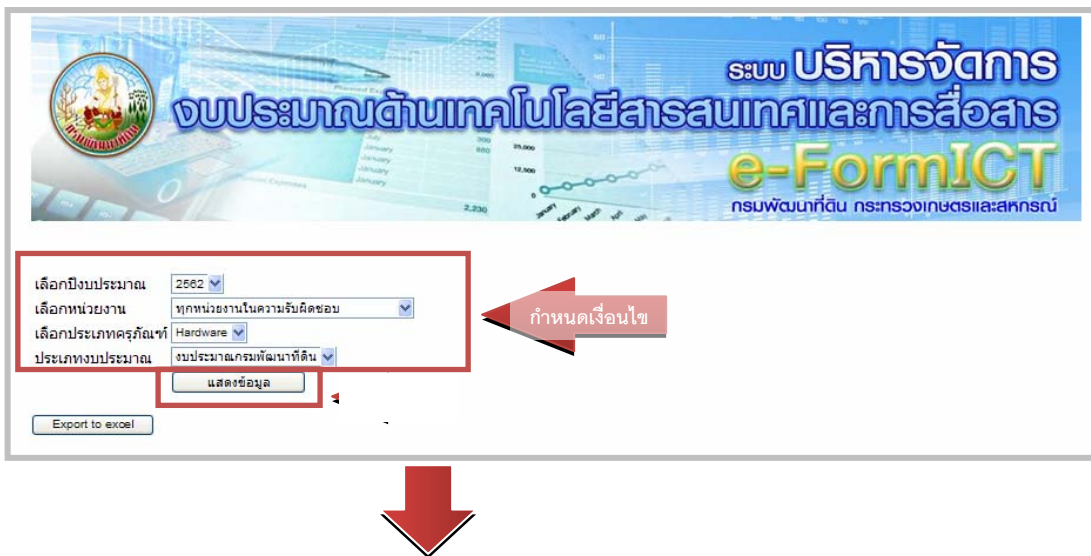 ระบบ บริหารจัดการ
งบประมาณด้านเทคโนโลยีสารสนเทศและการสื่อสาร
e-FormICT
กรมพัฒนาที่ดิน กระทรวงเกษตรและสหกรณ์
เลือกปีงบประมาณ 2562
เลือกหน่วยงาน ทุกหน่วยงานในความรับผิดชอบ
เลือกประเภทครุภัณฑ์ Hardware
ประเภทงบประมาณ งบประมาณกรมพัฒนาที่ดิน
กำหนดเงื่อนไข
แสดงข้อมูล
Export to excel